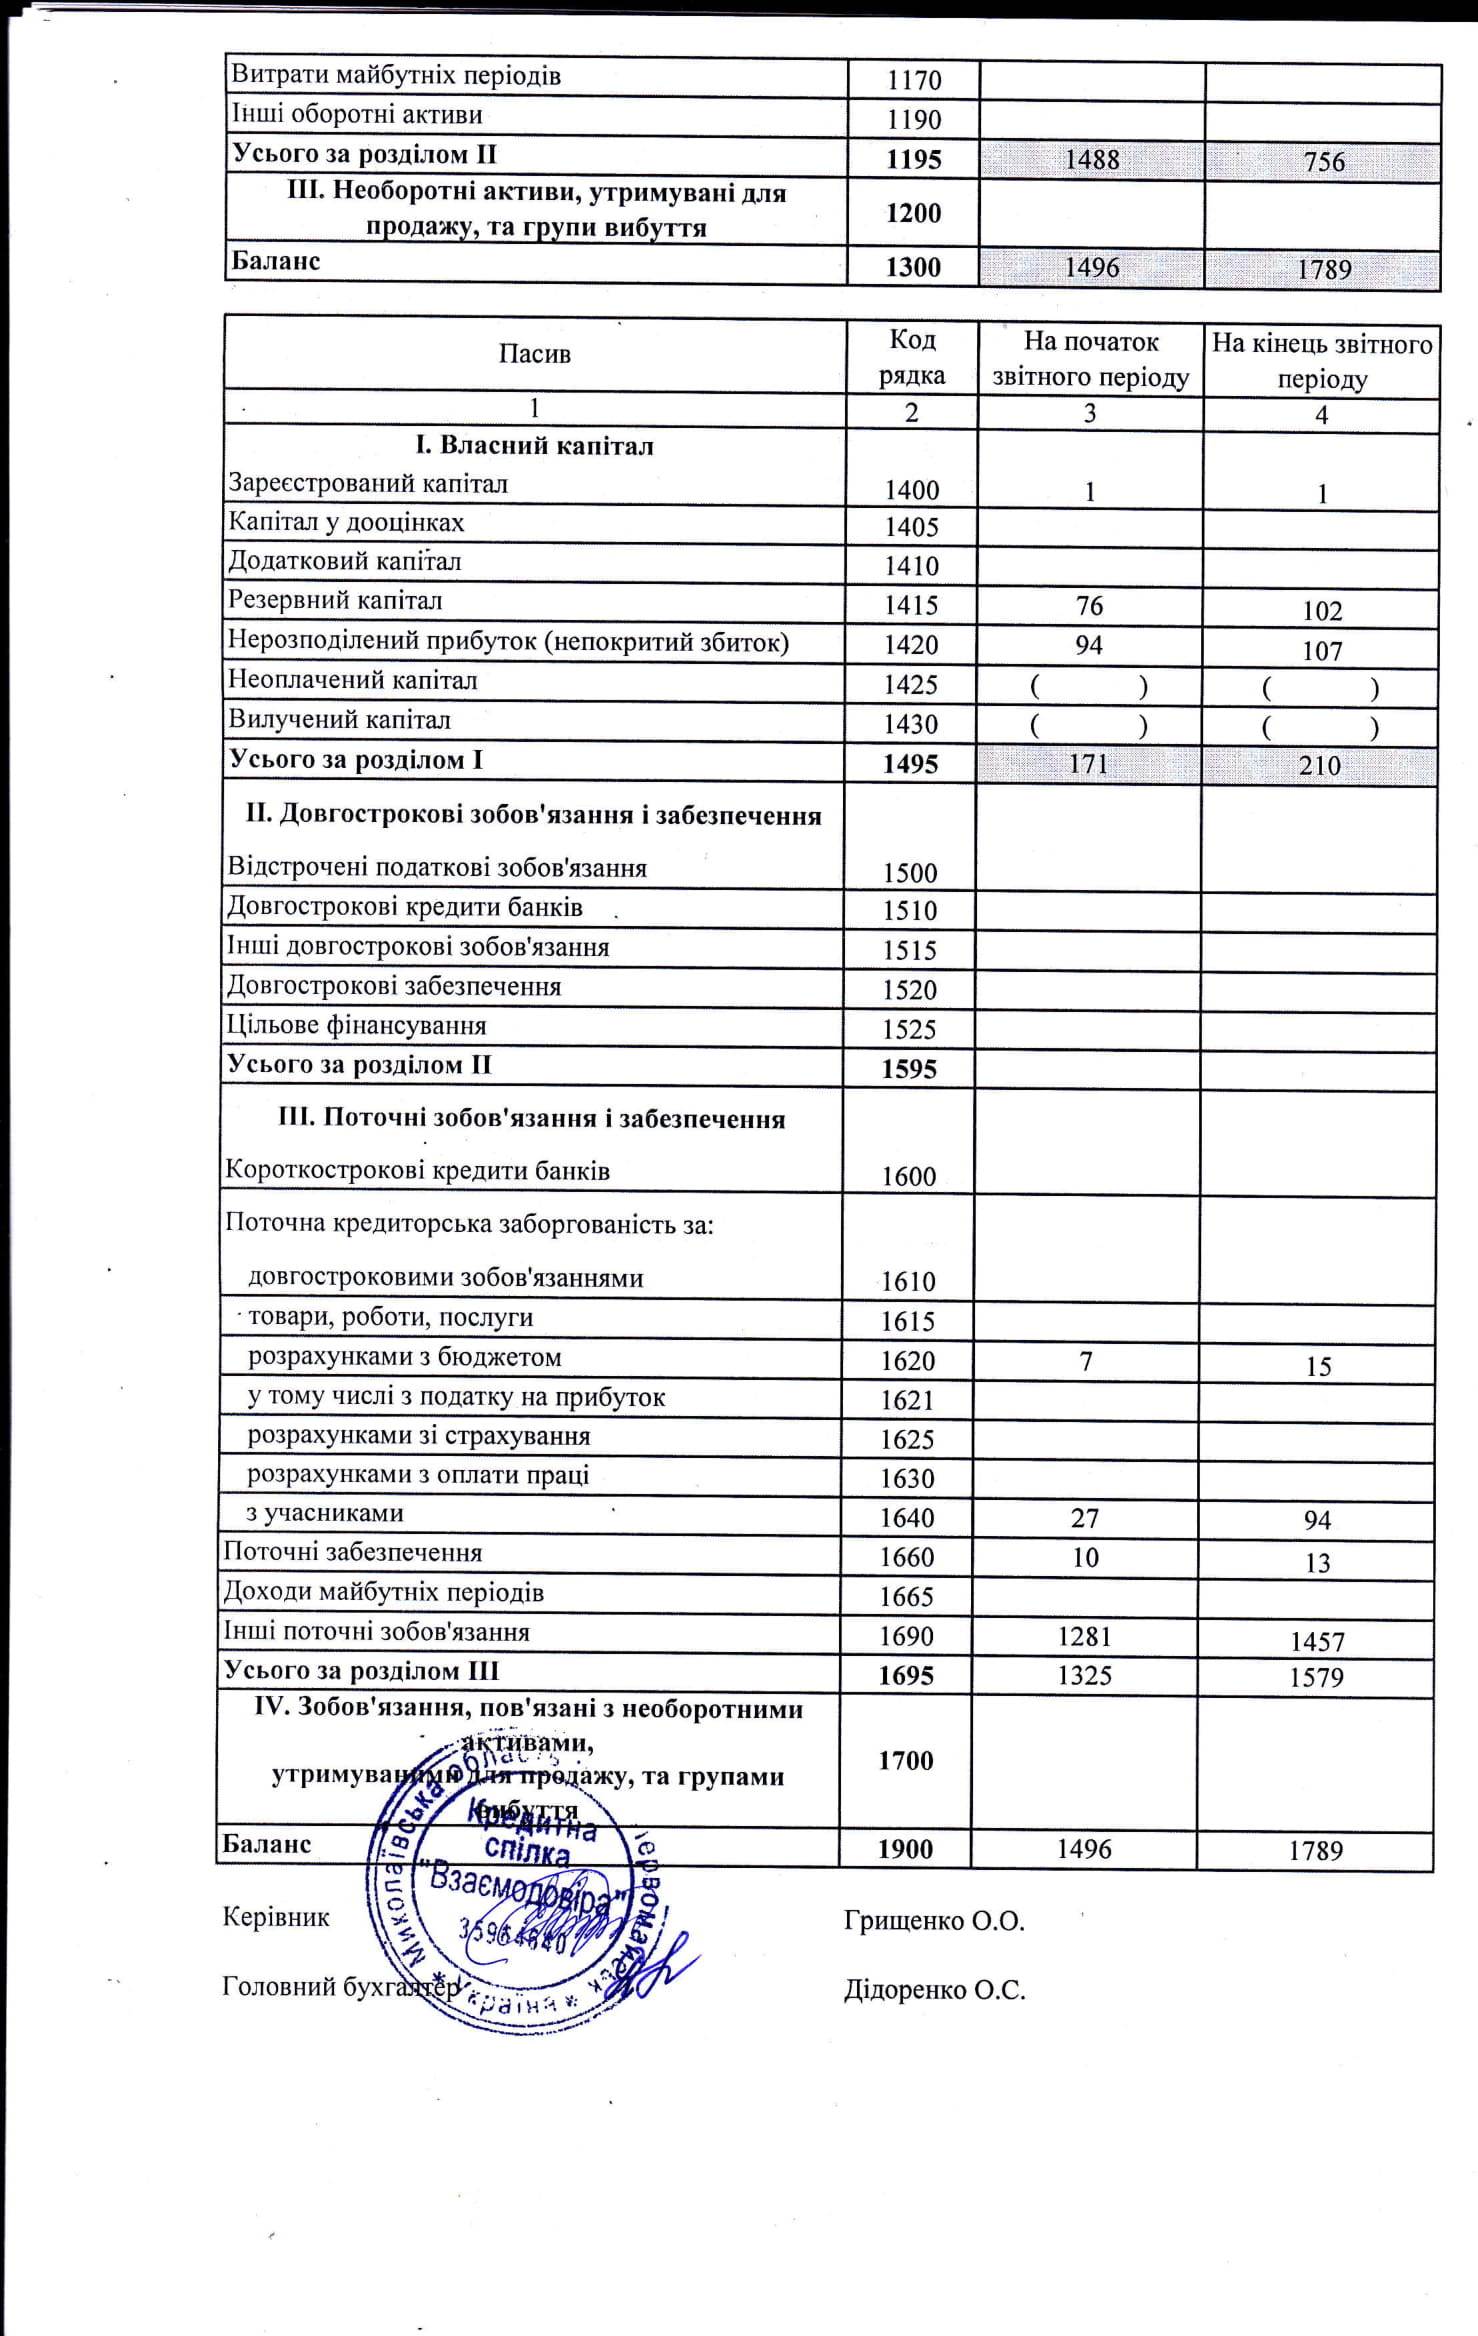 Витрати майбутніх періодів 1170
Інші оборотні активи 1190
Усього за розділом II 1195 1488 756
III. Необоротні активи, утримувані для
продажу, та групи вибуття 1200
Баланс 1300 1496 1789
Пасив Код рядка На початок звітного періоду На кінець звітного періоду
1 2 3 4
I. Власний капітал
Зареєстрований капітал 1400 1 1
Капітал у дооцінках 1405
Додатковий капітал 1410
Резервний капітал 1415 76 102
Нерозподілений прибуток (непокритий збиток) 1420 94 107
Неоплачений капітал 1425 ( ) ( )
Вилучений капітал 1430 ( ) ( )
Усього за розділом I 1495 171 210
II. Довгострокові зобов'язання і забезпечення
Відстрочені податкові зобов'язання 1500
Довгострокові кредити банків 1510
Інші довгострокові зобов'язання 1515
Довгострокові забезпечення 1520
Цільове фінансування 1525
Усього за розділом II 1595
III. Поточні зобов'язання і забезпечення
Короткострокові кредити банків 1600
Поточна кредиторська заборгованість за:
довгостроковими зобов'язаннями 1610
товари, роботи, послуги 1615
розрахунками з бюджетом 1620 7 15
у тому числі з податку на прибуток 1621
розрахунками зі страхування 1625
розрахунками з оплати праці 1630
з учасниками 1640 27 94
Поточні забезпечення 1660 10 13
Доходи майбутніх періодів 1665
Інші поточні зобов'язання 1690 1281 1457
Усього за розділом III 1695 1325 1579
IV. Зобов'язання, пов'язані з необоротними
активами,
утримуваними для продажу, та групами
вибуття 1700
Баланс 1900 1496 1789
Керівник Грищенко О.О.
Головний бухгалтер Дідоренко О.С.
Миколаївська область
Україна
Кредитна
спілка
"Взаємодовіра"